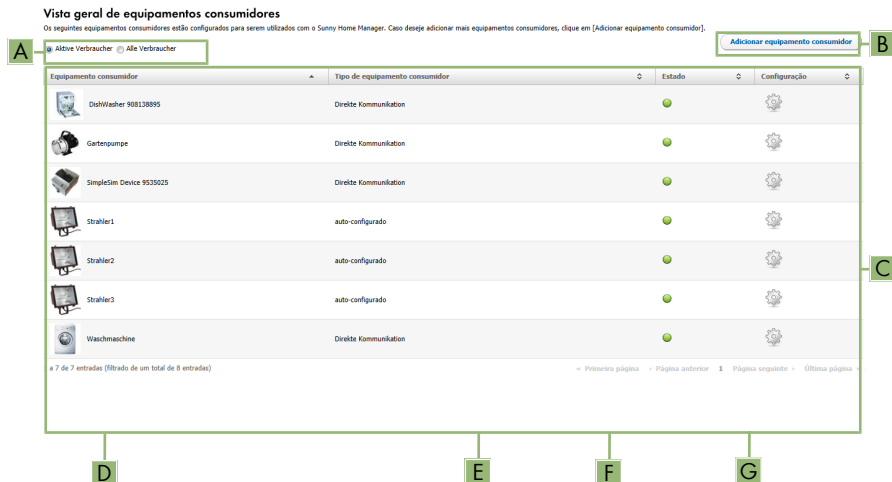 Vista geral de equipamentos consumidores
Os seguintes equipamentos consumidores estão configurados para serem utilizados com o Sunny Home Manager. Caso deseje adicionar mais equipamentos consumidores, clique em [Adicionar equipamento consumidor].
A
Aktive Verbraucher Alle Verbraucher
Adicionar equipamento consumidor
B
Equipamento consumidor Tipo de equipamento consumidor Estado Configuração
DishWasher 908138895 Direkte Kommunikation
Gartenpumpe Direkte Kommunikation
SimpleSim Device 9535025 Direkte Kommunikation
Strahler1 auto-configurado
Strahler2 auto-configurado
C
Strahler3 auto-configurado
Waschmaschine Direkte Kommunikation
a 7 de 7 entradas (filtrado de um total de 8 entradas) Primeira página Página anterior 1 Página seguinte Última página
D E F G